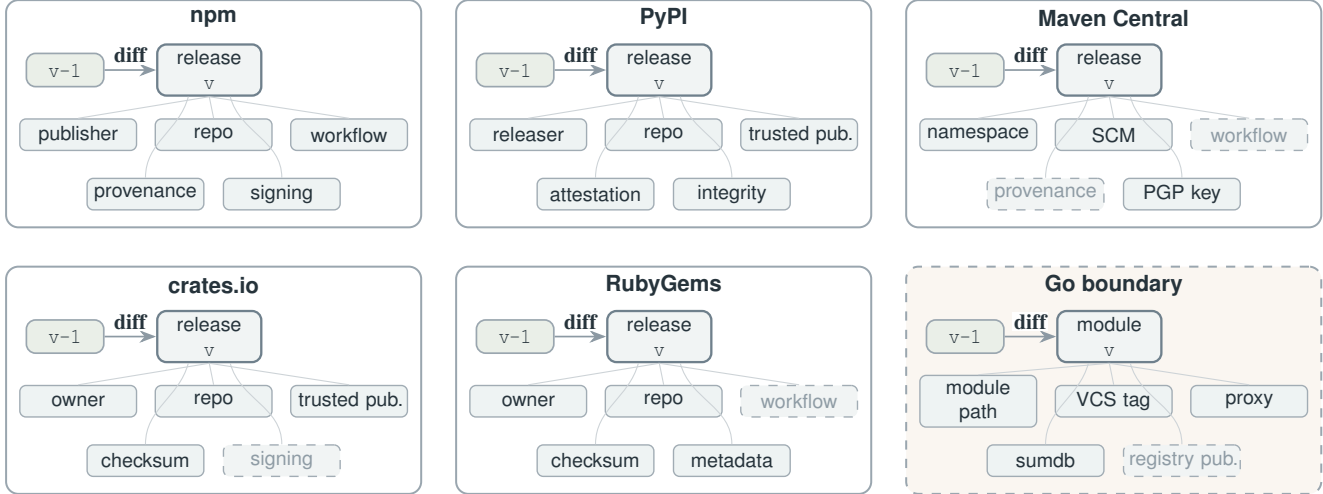 npm
v-1
diff
release
v
publisher
repo
workflow
provenance
signing
PyPI
v-1
diff
release
v
releaser
repo
trusted pub.
attestation
integrity
Maven Central
v-1
diff
release
v
namespace
SCM
workflow
provenance
PGP key
crates.io
v-1
diff
release
v
owner
repo
trusted pub.
checksum
signing
RubyGems
v-1
diff
release
v
owner
repo
workflow
checksum
metadata
Go boundary
v-1
diff
module
v
module
path
VCS tag
proxy
sumdb
registry pub.